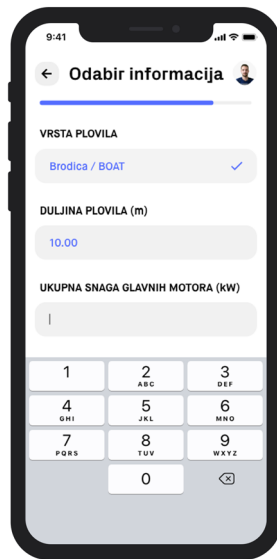 9:41
Odabir informacija
VRSTA PLOVILA
Brodica / BOAT
DULJINA PLOVILA (m)
10.00
UKUPNA SNAGA GLAVNIH MOTORA (kW)
1 2 3
ABC DEF
4 5 6
GHI JKL MNO
7 8 9
PQRS TUV WXYZ
0